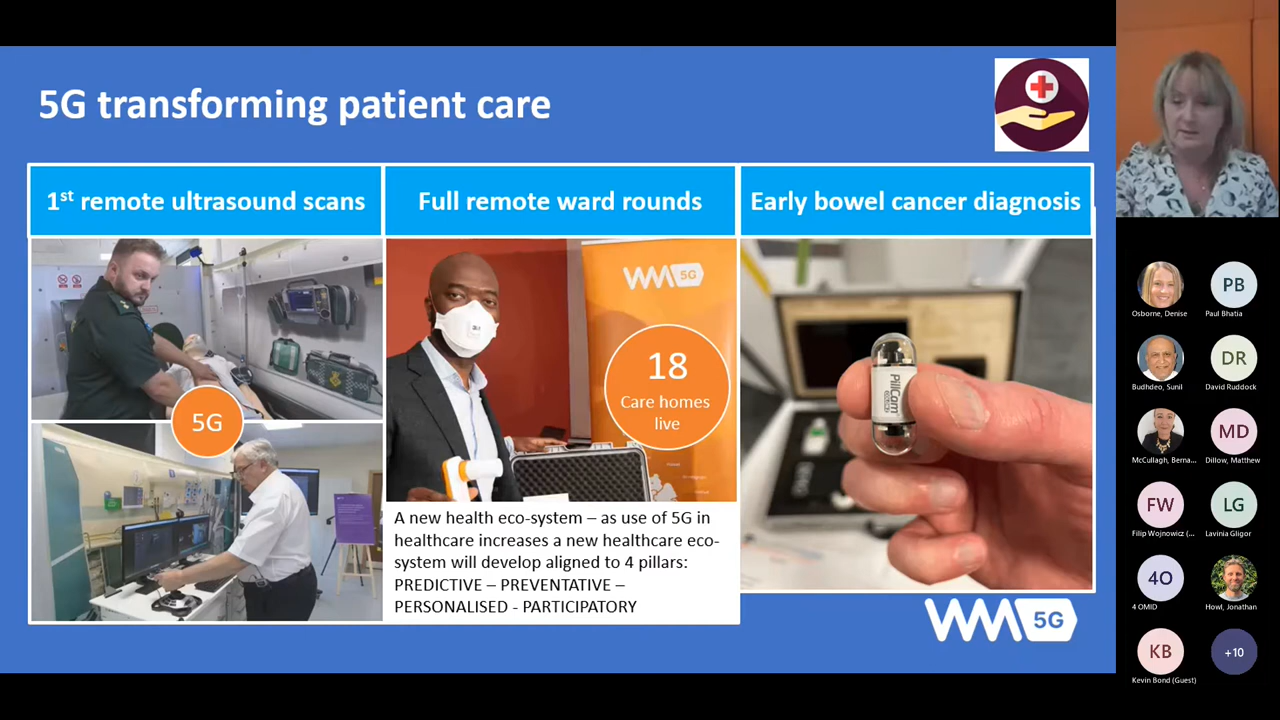 5G transforming patient care
1st remote ultrasound scans
Full remote ward rounds
Early bowel cancer diagnosis
5G
WM 5G
18
Care homes
live
PillCam
A new health eco-system – as use of 5G in
healthcare increases a new healthcare eco-
system will develop aligned to 4 pillars:
PREDICTIVE – PREVENTATIVE –
PERSONALISED - PARTICIPATORY
WM 5G
Osborne, Denise
PB
Paul Bhatia
Budhdeo, Sunil
DR
David Ruddock
McCullagh, Berna...
MD
Dillow, Matthew
FW
Filip Wojnowicz (...
LG
Lavinia Gligor
4O
4 OMID
Howl, Jonathan
KB
Kevin Bond (Guest)
+10